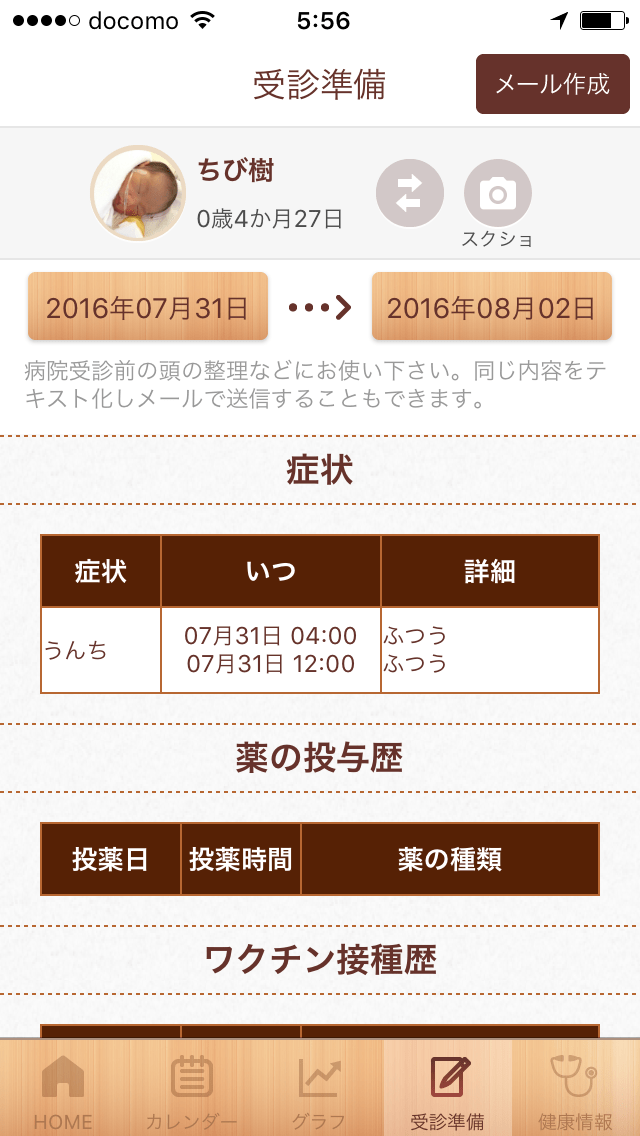 docomo 5:56
受診準備 メール作成
ちび樹
0歳4か月27日
スクショ
2016年07月31日 2016年08月02日
病院受診前の頭の整理などにお使い下さい。同じ内容をテ
キスト化しメールで送信することもできます。
症状
症状 いつ 詳細
うんち 07月31日 04:00 ふつう
07月31日 12:00 ふつう
薬の投与歴
投薬日 投薬時間 薬の種類
ワクチン接種歴
HOME カレンダー グラフ 受診準備 健康情報